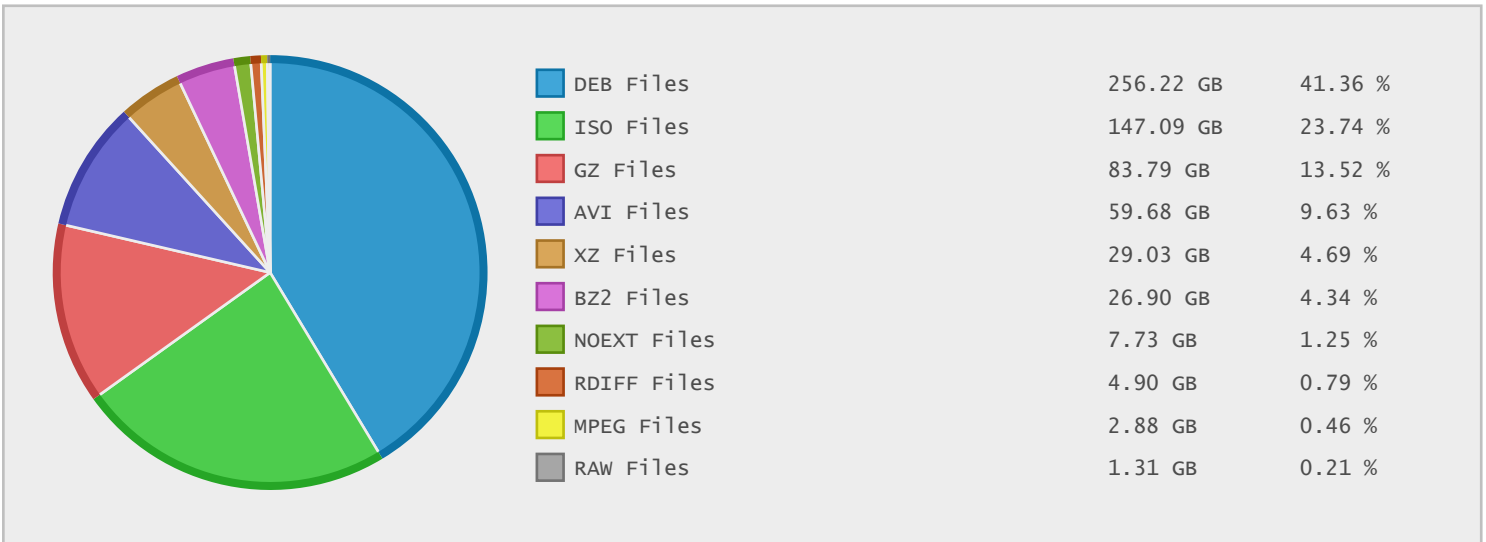 DEB Files 256.22 GB 41.36 %
ISO Files 147.09 GB 23.74 %
GZ Files 83.79 GB 13.52 %
AVI Files 59.68 GB 9.63 %
XZ Files 29.03 GB 4.69 %
BZ2 Files 26.90 GB 4.34 %
NOEXT Files 7.73 GB 1.25 %
RDIFF Files 4.90 GB 0.79 %
MPEG Files 2.88 GB 0.46 %
RAW Files 1.31 GB 0.21 %